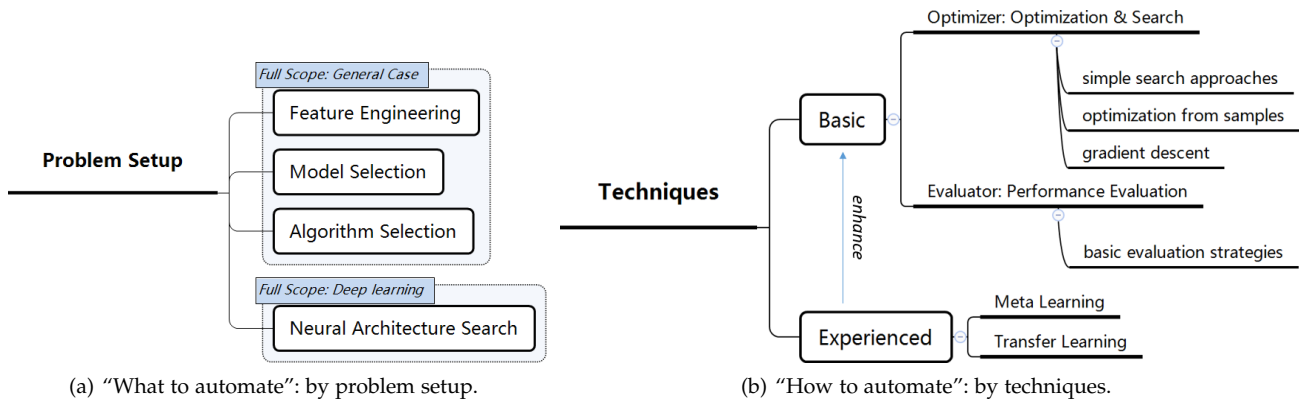 Problem Setup
Full Scope: General Case
Feature Engineering
Model Selection
Algorithm Selection
Full Scope: Deep learning
Neural Architecture Search
(a) “What to automate”: by problem setup.
Techniques
Basic
enhance
Experienced
Optimizer: Optimization & Search
simple search approaches
optimization from samples
gradient descent
Evaluator: Performance Evaluation
basic evaluation strategies
Meta Learning
Transfer Learning
(b) “How to automate”: by techniques.